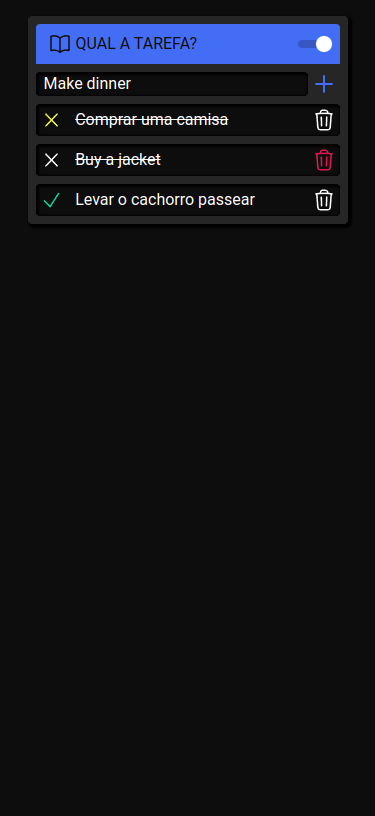 QUAL A TAREFA?
Make dinner
Comprar uma camisa
Buy a jacket
Levar o cachorro passear